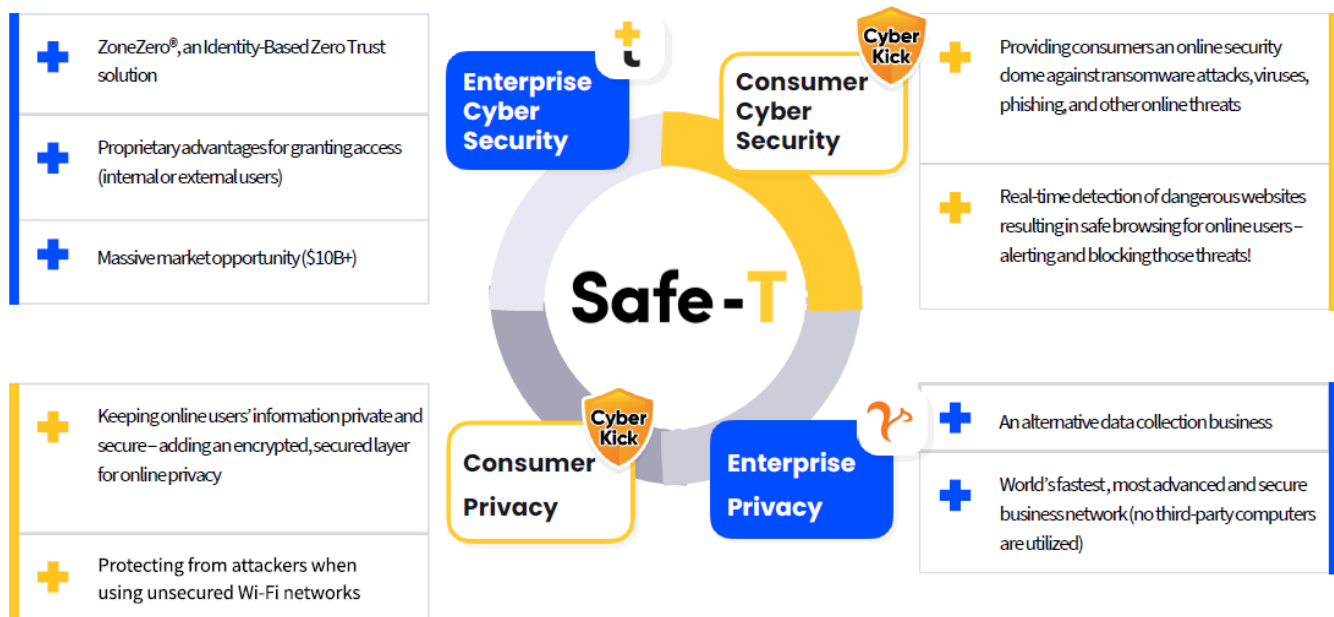 ZoneZero®, an Identity-Based Zero Trust
solution
Proprietary advantages for granting access
(internal or external users)
Massive market opportunity ($10B+)
Enterprise
Cyber
Security
Consumer
Cyber
Security
Cyber
Kick
Providing consumers an online security
dome against ransomware attacks, viruses,
phishing, and other online threats
Real-time detection of dangerous websites
resulting in safe browsing for online users –
alerting and blocking those threats!
Safe-T
Keeping online users' information private and
secure – adding an encrypted, secured layer
for online privacy
Protecting from attackers when
using unsecured Wi-Fi networks
Consumer
Privacy
Cyber
Kick
Enterprise
Privacy
An alternative data collection business
World's fastest, most advanced and secure
business network (no third-party computers
are utilized)